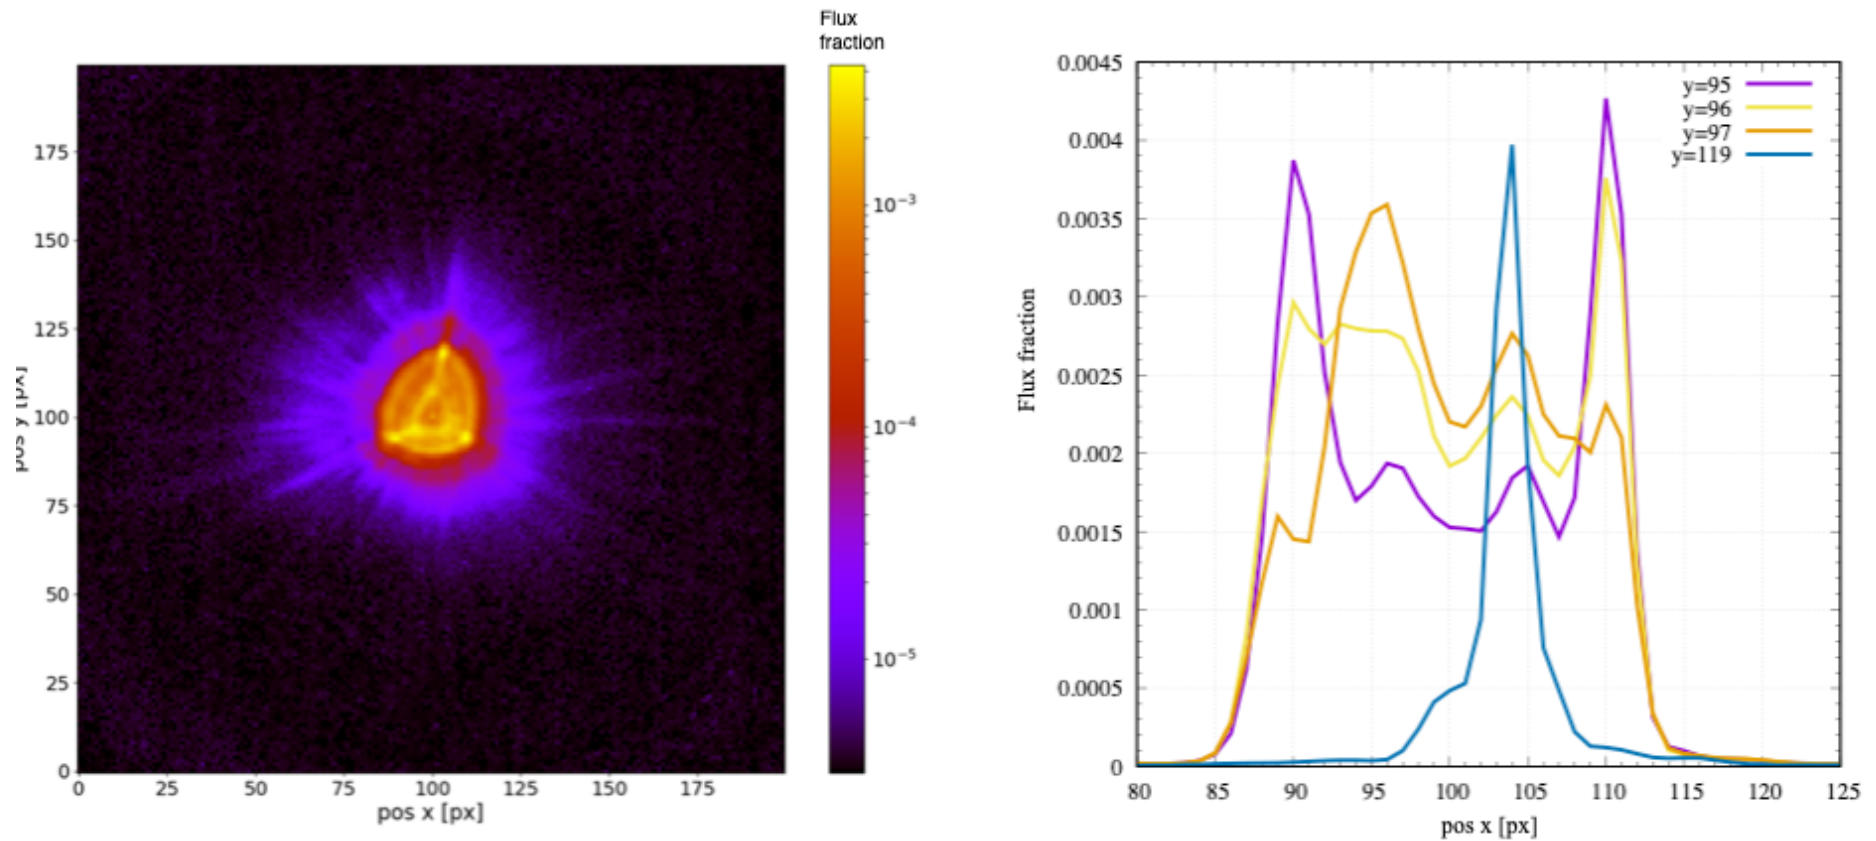 Flux
fraction
175
150
125
100
75
50
25
0
0 25 50 75 100 125 150 175
pos x [px]
pos y [px]
10⁻³
10⁻⁴
10⁻⁵
0.0045
0.004
0.0035
0.003
0.0025
0.002
0.0015
0.001
0.0005
0
Flux fraction
y=95
y=96
y=97
y=119
80 85 90 95 100 105 110 115 120 125
pos x [px]